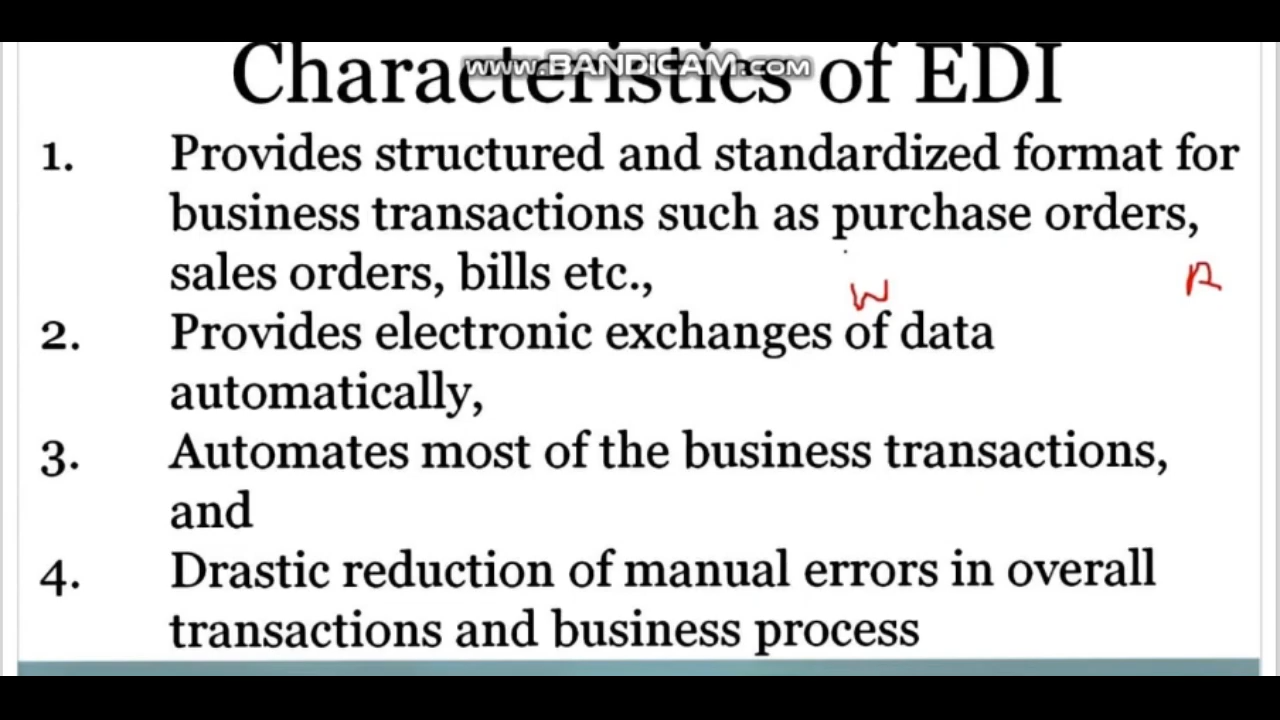 www.BANDICAM.com
Characteristics of EDI
1. Provides structured and standardized format for
business transactions such as purchase orders,
sales orders, bills etc.,
W R
2. Provides electronic exchanges of data
automatically,
3. Automates most of the business transactions,
and
4. Drastic reduction of manual errors in overall
transactions and business process